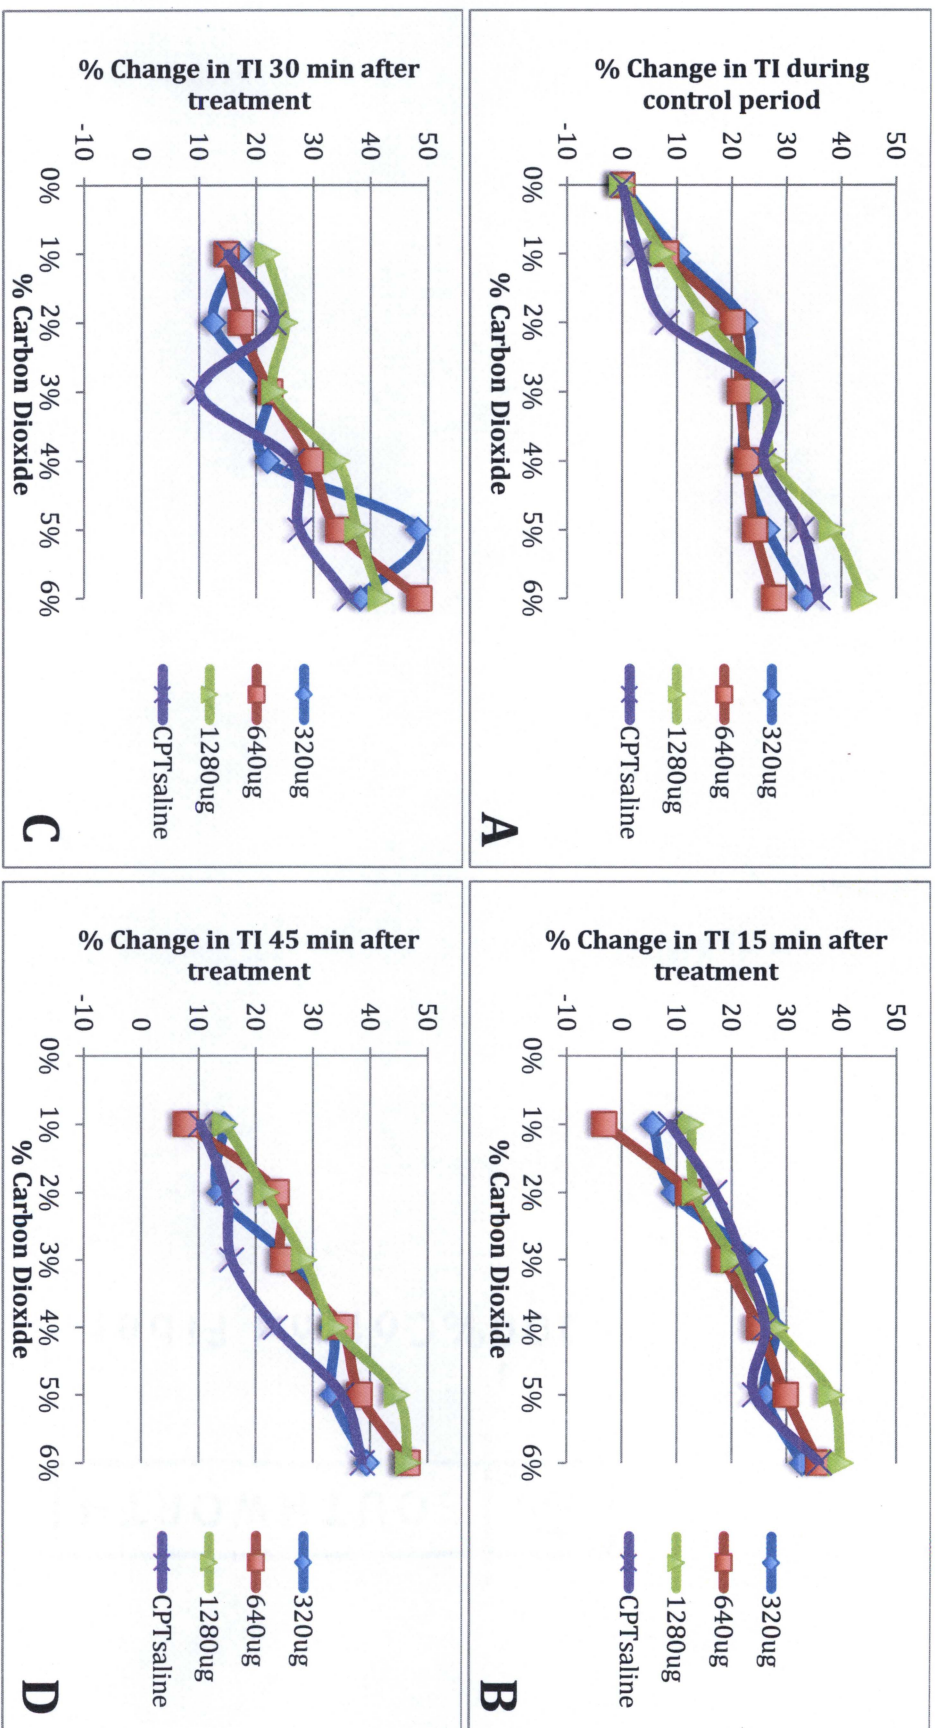 % Change in TI during
control period
50
40
30
20
10
0
-10
0%
1%
2%
3%
4%
5%
6%
% Carbon Dioxide
320ug
640ug
1280ug
CPTsaline
A
% Change in TI 15 min after
treatment
50
40
30
20
10
0
-10
0%
1%
2%
3%
4%
5%
6%
% Carbon Dioxide
320ug
640ug
1280ug
CPTsaline
B
% Change in TI 30 min after
treatment
50
40
30
20
10
0
-10
0%
1%
2%
3%
4%
5%
6%
% Carbon Dioxide
320ug
640ug
1280ug
CPTsaline
C
% Change in TI 45 min after
treatment
50
40
30
20
10
0
-10
0%
1%
2%
3%
4%
5%
6%
% Carbon Dioxide
320ug
640ug
1280ug
CPTsaline
D